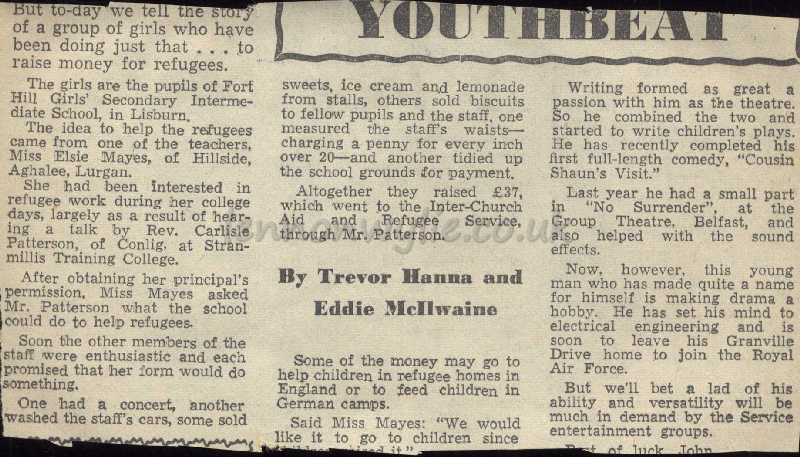 But to-day we tell the story
of a group of girls who have
been doing just that . . . to
raise money for refugees.
The girls are the pupils of Fort
Hill Girls' Secondary Interme-
diate School, in Lisburn.
The idea to help the refugees
came from one of the teachers,
Miss Elsie Mayes, of Hillside,
Aghalee, Lurgan.
She had been interested in
refugee work during her college
days, largely as a result of hear-
ing a talk by Rev. Carlisle
Patterson, of Conlig, at Stran-
millis Training College.
After obtaining her principal's
permission, Miss Mayes asked
Mr. Patterson what the school
could do to help refugees.
Soon the other members of the
staff were enthusiastic and each
promised that her form would do
something.
One had a concert, another
washed the staff's cars, some sold
YOUTHBEAT
sweets, ice cream and lemonade
from stalls, others sold biscuits
to fellow pupils and the staff, one
measured the staff's waists—
charging a penny for every inch
over 20—and another tidied up
the school grounds for payment.
Altogether they raised £37,
which went to the Inter-Church
Aid and Refugee Service,
through Mr. Patterson.
By Trevor Hanna and
Eddie McIlwaine
Some of the money may go to
help children in refugee homes in
England or to feed children in
German camps.
Said Miss Mayes: "We would
like it to go to children since
Writing formed as great a
passion with him as the theatre.
So he combined the two and
started to write children's plays.
He has recently completed his
first full-length comedy, "Cousin
Shaun's Visit."
Last year he had a small part
in "No Surrender", at the
Group Theatre, Belfast, and
also helped with the sound
effects.
Now, however, this young
man who has made quite a name
for himself is making drama a
hobby. He has set his mind to
electrical engineering and is
soon to leave his Granville
Drive home to join the Royal
Air Force.
But we'll bet a lad of his
ability and versatility will be
much in demand by the Service
entertainment groups.
Best of luck, John